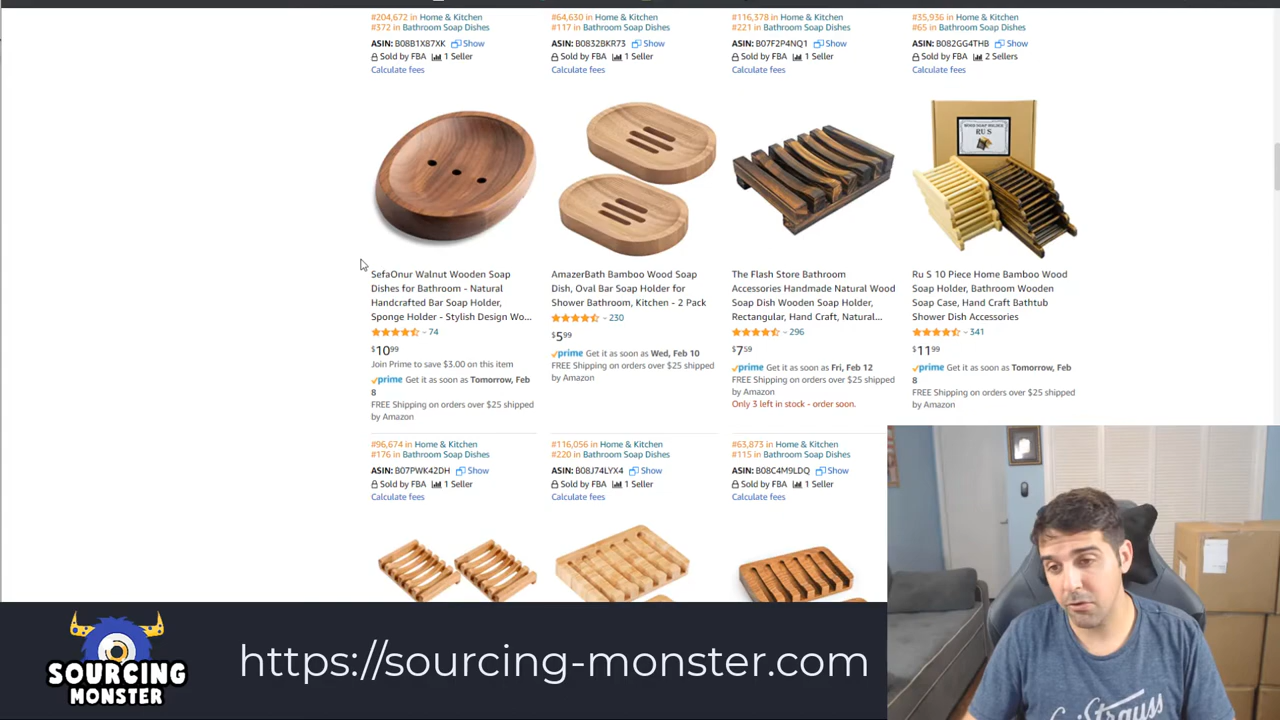 #204,672 in Home & Kitchen
#372 in Bathroom Soap Dishes
ASIN: B08B1X87XK Show
Sold by FBA 1 Seller
Calculate fees
#64,630 in Home & Kitchen
#117 in Bathroom Soap Dishes
ASIN: B0832BKR73 Show
Sold by FBA 1 Seller
Calculate fees
#116,378 in Home & Kitchen
#221 in Bathroom Soap Dishes
ASIN: B07F2P4NQ1 Show
Sold by FBA 1 Seller
Calculate fees
#35,936 in Home & Kitchen
#65 in Bathroom Soap Dishes
ASIN: B082GG4THB Show
Sold by FBA 2 Sellers
Calculate fees
RU S
SefaOnur Walnut Wooden Soap
Dishes for Bathroom - Natural
Handcrafted Bar Soap Holder,
Sponge Holder - Stylish Design Wo...
74
$1099
Join Prime to save $3.00 on this item
prime Get it as soon as Tomorrow, Feb
8
FREE Shipping on orders over $25 shipped
by Amazon
AmazerBath Bamboo Wood Soap
Dish, Oval Bar Soap Holder for
Shower Bathroom, Kitchen - 2 Pack
230
$599
prime Get it as soon as Wed, Feb 10
FREE Shipping on orders over $25 shipped
by Amazon
The Flash Store Bathroom
Accessories Handmade Natural Wood
Soap Dish Wooden Soap Holder,
Rectangular, Hand Craft, Natural...
296
$759
prime Get it as soon as Fri, Feb 12
FREE Shipping on orders over $25 shipped
by Amazon
Only 3 left in stock - order soon.
Ru S 10 Piece Home Bamboo Wood
Soap Holder, Bathroom Wooden
Soap Case, Hand Craft Bathtub
Shower Dish Accessories
341
$1199
prime Get it as soon as Tomorrow, Feb
8
FREE Shipping on orders over $25 shipped
by Amazon
#96,674 in Home & Kitchen
#176 in Bathroom Soap Dishes
ASIN: B07PWK42DH Show
Sold by FBA 1 Seller
Calculate fees
#116,056 in Home & Kitchen
#220 in Bathroom Soap Dishes
ASIN: B08J74LYX4 Show
Sold by FBA 1 Seller
Calculate fees
#63,873 in Home & Kitchen
#115 in Bathroom Soap Dishes
ASIN: B08C4M9LDQ Show
Sold by FBA 1 Seller
Calculate fees
SOURCING
MONSTER
https://sourcing-monster.com